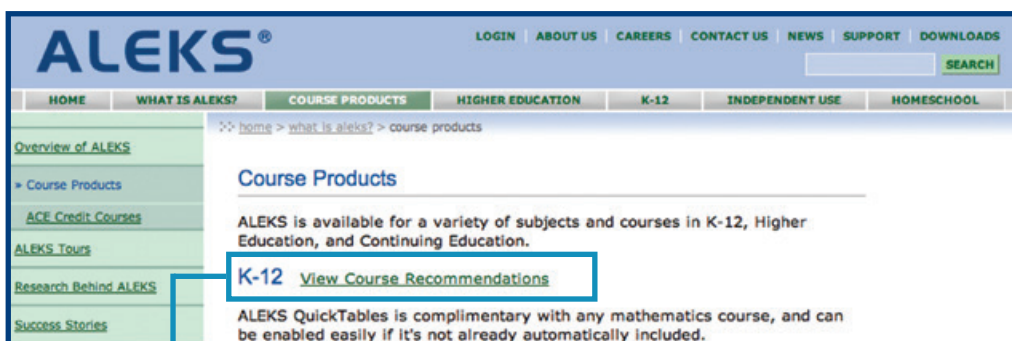 ALEKS®
LOGIN | ABOUT US | CAREERS | CONTACT US | NEWS | SUPPORT | DOWNLOADS
SEARCH
HOME
WHAT IS ALEKS?
COURSE PRODUCTS
HIGHER EDUCATION
K-12
INDEPENDENT USE
HOMESCHOOL
>> home > what is aleks? > course products
Overview of ALEKS
» Course Products
ACE Credit Courses
ALEKS Tours
Research Behind ALEKS
Success Stories
Course Products
ALEKS is available for a variety of subjects and courses in K-12, Higher
Education, and Continuing Education.
K-12 View Course Recommendations
ALEKS QuickTables is complimentary with any mathematics course, and can
be enabled easily if it's not already automatically included.